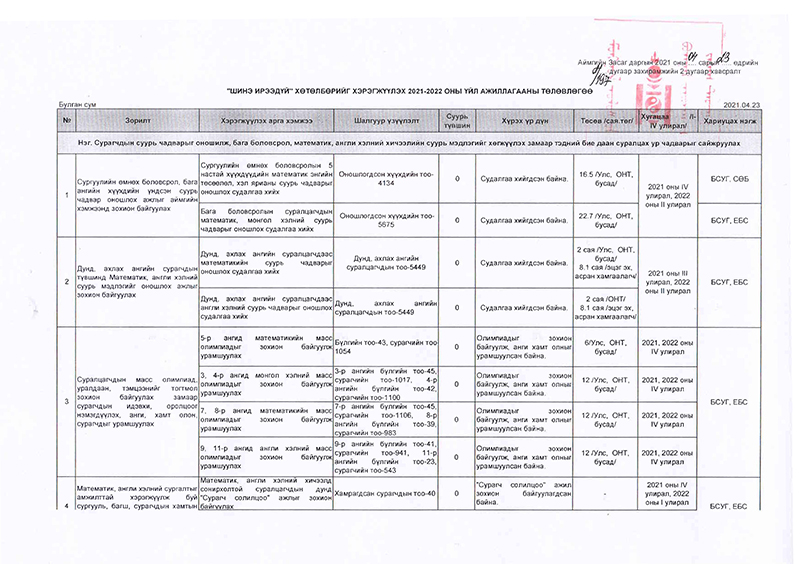 Аймгийн Засаг даргын 2021 оны 04 сарын 23 өдрийн
дугаар захирамжийн 2 дугаар хавсралт
"ШИНЭ ИРЭЭДҮЙ" ХӨТӨЛБӨРИЙГ ХЭРЭГЖҮҮЛЭХ 2021-2022 ОНЫ ҮЙЛ АЖИЛЛАГААНЫ ТӨЛӨВЛӨГӨӨ
Булган сум
2021.04.23
№
Зорилт
Хэрэгжүүлэх арга хэмжээ
Шалгуур үзүүлэлт
Суурь
түвшин
Хүрэх үр дүн
Төсөв /сая.төг/
Хугацаа /I-
IV улирал/
Хариуцах нэгж
Нэг. Сурагчдын суурь чадварыг оношилж, бага боловсрол, математик, англи хэлний хичээлийн суурь мэдлэгийг хөгжүүлэх замаар тэдний бие даан суралцах ур чадварыг сайжруулах
1
Сургуулийн өмнөх боловсрол, бага
ангийн хүүхдийн үндсэн суурь
чадвар оношлох ажлыг аймгийн
хэмжээнд зохион байгуулах
Сургуулийн өмнөх боловсролын 5
настай хүүхдүүдийн математик энгийн
төсөөлөл, хэл ярианы суурь чадварыг
оношлох судалгаа хийх
Оношлогдсон хүүхдийн тоо-
4134
0
Судалгаа хийгдсэн байна.
16.5 /Улс, ОНТ,
бусад/
2021 оны IV
улирал, 2022
оны II улирал
БСУГ, СӨБ
Бага боловсролын суралцагчдын
математик, монгол хэлний суурь
чадварыг оношлох судалгаа хийх
Оношлогдсон хүүхдийн тоо-
5675
0
Судалгаа хийгдсэн байна.
22.7 /Улс, ОНТ,
бусад/
БСУГ, ЕБС
2
Дунд, ахлах ангийн сурагчдын
түвшинд Математик, англи хэлний
суурь мэдлэгийг оношлох ажлыг
зохион байгуулах
Дунд, ахлах ангийн суралцагчдаас
математикийн суурь чадварыг
оношлох судалгаа хийх
Дунд, ахлах ангийн
суралцагчдын тоо-5449
0
Судалгаа хийгдсэн байна.
2 сая /Улс, ОНТ,
бусад/
8.1 сая /эцэг эх,
асран хамгаалагч/
2021 оны III
улирал, 2022
оны II улирал
БСУГ, ЕБС
Дунд, ахлах ангийн суралцагчдаас
англи хэлний суурь чадварыг оношлох
судалгаа хийх
Дунд, ахлах ангийн
суралцагчдын тоо-5449
0
Судалгаа хийгдсэн байна.
2 сая /ОНТ/
8.1 сая /эцэг эх,
асран хамгаалагч/
3
Суралцагчдын масс олимпиад,
уралдаан, тэмцээнийг тогтмол
зохион байгуулах замаар
сурагчдын идэвхи, оролцоог
нэмэгдүүлэх, анги, хамт олон,
сурагчдыг урамшуулах
5-р ангид математикийн масс
олимпиадыг зохион байгуулж
урамшуулах
Бүлгийн тоо-43, сурагчийн тоо
1054
0
Олимпиадыг зохион
байгуулж, анги хамт олныг
урамшуулсан байна.
6/Улс, ОНТ,
бусад/
2021, 2022 оны
IV улирал
БСУГ, ЕБС
3, 4-р ангид монгол хэлний масс
олимпиадыг зохион байгуулж
урамшуулах
3-р ангийн бүлгийн тоо-45,
сурагчийн тоо-1017, 4-р
ангийн бүлгийн тоо-42,
сурагчийн тоо-1100
0
Олимпиадыг зохион
байгуулж, анги хамт олныг
урамшуулсан байна.
12 /Улс, ОНТ,
бусад/
2021, 2022 оны
IV улирал
7, 8-р ангид математикийн масс
олимпиадыг зохион байгуулж
урамшуулах
7-р ангийн бүлгийн тоо-45,
сурагчийн тоо-1106, 8-р
ангийн бүлгийн тоо-39,
сурагчийн тоо-983
0
Олимпиадыг зохион
байгуулж, анги хамт олныг
урамшуулсан байна.
12 /Улс, ОНТ,
бусад/
2021, 2022 оны
IV улирал
9, 11-р ангид англи хэлний масс
олимпиадыг зохион байгуулж
урамшуулах
9-р ангийн бүлгийн тоо-41,
сурагчийн тоо-941, 11-р
ангийн бүлгийн тоо-23,
сурагчийн тоо-543
0
Олимпиадыг зохион
байгуулж, анги хамт олныг
урамшуулсан байна.
12 /Улс, ОНТ,
бусад/
2021, 2022 оны
IV улирал
4
Математик, англи хэлний сургалтыг
амжилттай хэрэгжүүлж буй
сургууль, багш, сурагчдын хамтын
Математик, англи хэлний хичээлд
сонирхолтой суралцагчдын дунд
"Сурагч солилцоо" ажлыг зохион
байгуулах
Хамрагдсан сурагчдын тоо-40
0
"Сурагч солилцоо" ажил
зохион байгуулагдсан
байна.
-
2021 оны IV
улирал, 2022
оны I улирал
БСУГ, ЕБС